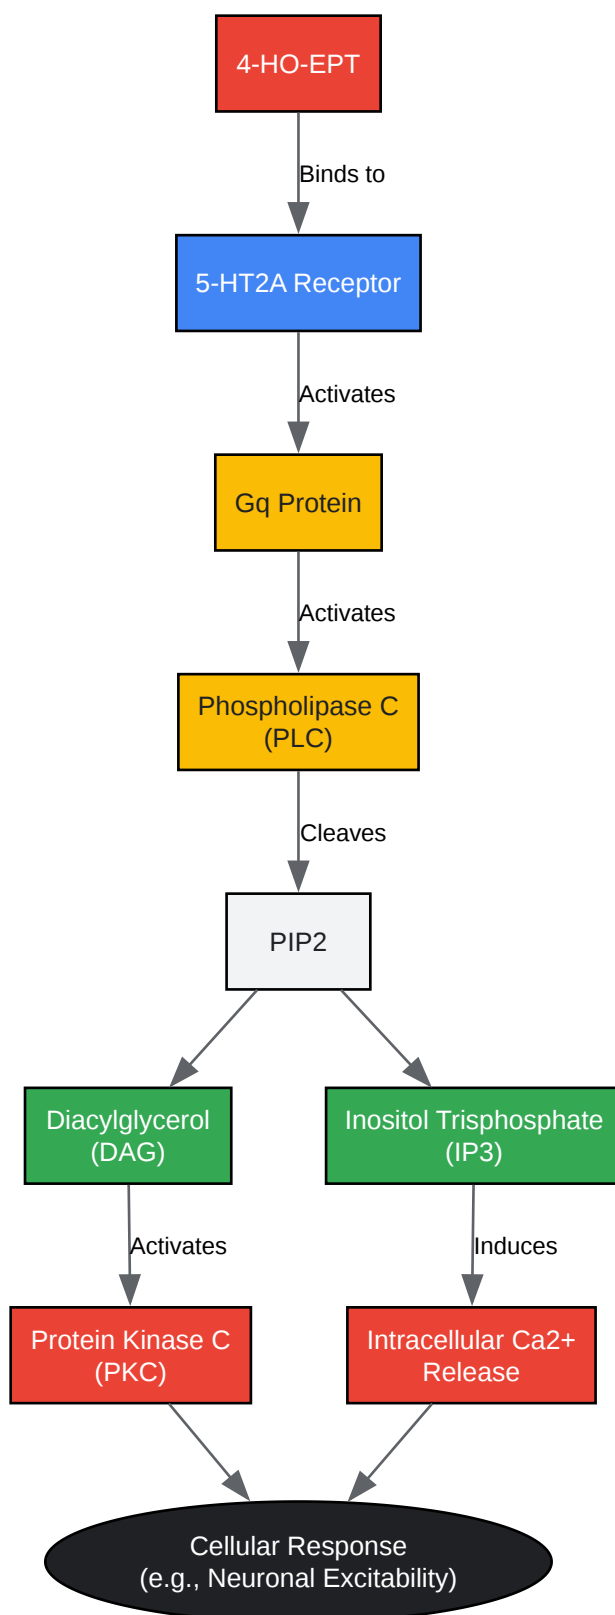 4-HO-EPT
Binds to
5-HT2A Receptor
Activates
Gq Protein
Activates
Phospholipase C
(PLC)
Cleaves
PIP2
Diacylglycerol
(DAG)
Inositol Trisphosphate
(IP3)
Activates
Induces
Protein Kinase C
(PKC)
Intracellular Ca2+
Release
Cellular Response
(e.g., Neuronal Excitability)